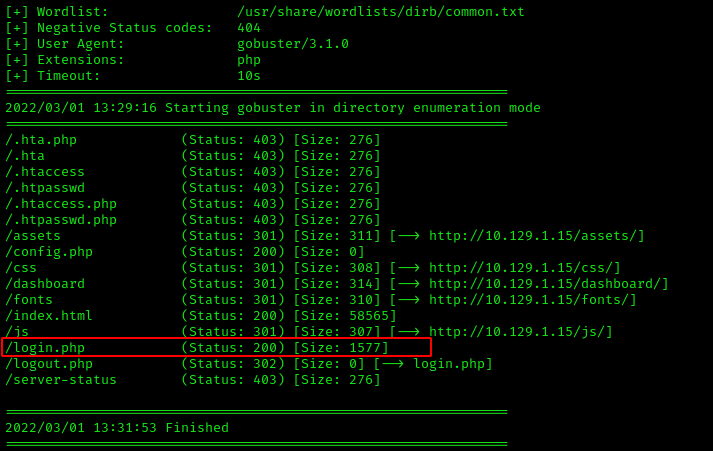 [+] Wordlist:                /usr/share/wordlists/dirb/common.txt
[+] Negative Status codes:   404
[+] User Agent:              gobuster/3.1.0
[+] Extensions:              php
[+] Timeout:                 10s
===============================================================
2022/03/01 13:29:16 Starting gobuster in directory enumeration mode
===============================================================
/.hta.php             (Status: 403) [Size: 276]
/.hta                 (Status: 403) [Size: 276]
/.htaccess            (Status: 403) [Size: 276]
/.htpasswd            (Status: 403) [Size: 276]
/.htaccess.php        (Status: 403) [Size: 276]
/.htpasswd.php        (Status: 403) [Size: 276]
/assets               (Status: 301) [Size: 311] [--> http://10.129.1.15/assets/]
/config.php           (Status: 200) [Size: 0]
/css                  (Status: 301) [Size: 308] [--> http://10.129.1.15/css/]
/dashboard            (Status: 301) [Size: 314] [--> http://10.129.1.15/dashboard/]
/fonts                (Status: 301) [Size: 310] [--> http://10.129.1.15/fonts/]
/index.html           (Status: 200) [Size: 58565]
/js                   (Status: 301) [Size: 307] [--> http://10.129.1.15/js/]
/login.php            (Status: 200) [Size: 1577]
/logout.php           (Status: 302) [Size: 0] [--> login.php]
/server-status        (Status: 403) [Size: 276]
===============================================================
2022/03/01 13:31:53 Finished
===============================================================